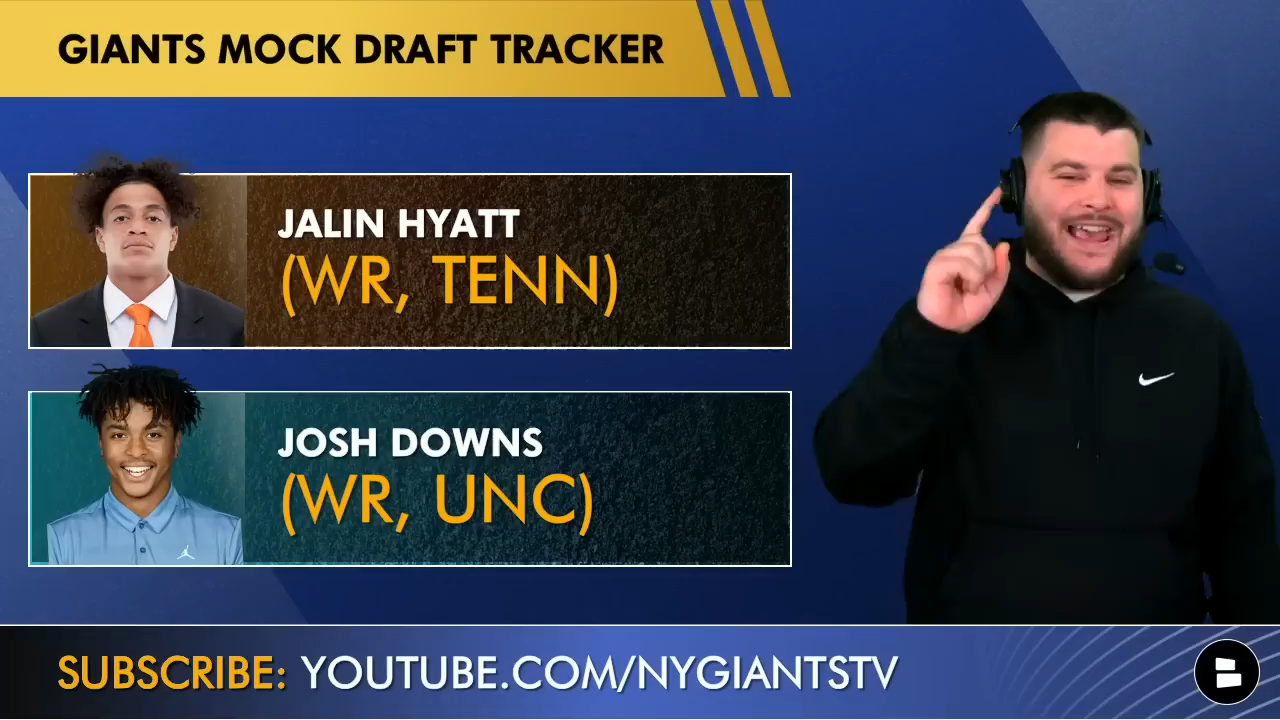 GIANTS MOCK DRAFT TRACKER
JALIN HYATT
(WR, TENN)
JOSH DOWNS
(WR, UNC)
SUBSCRIBE: YOUTUBE.COM/NYGIANTSTV